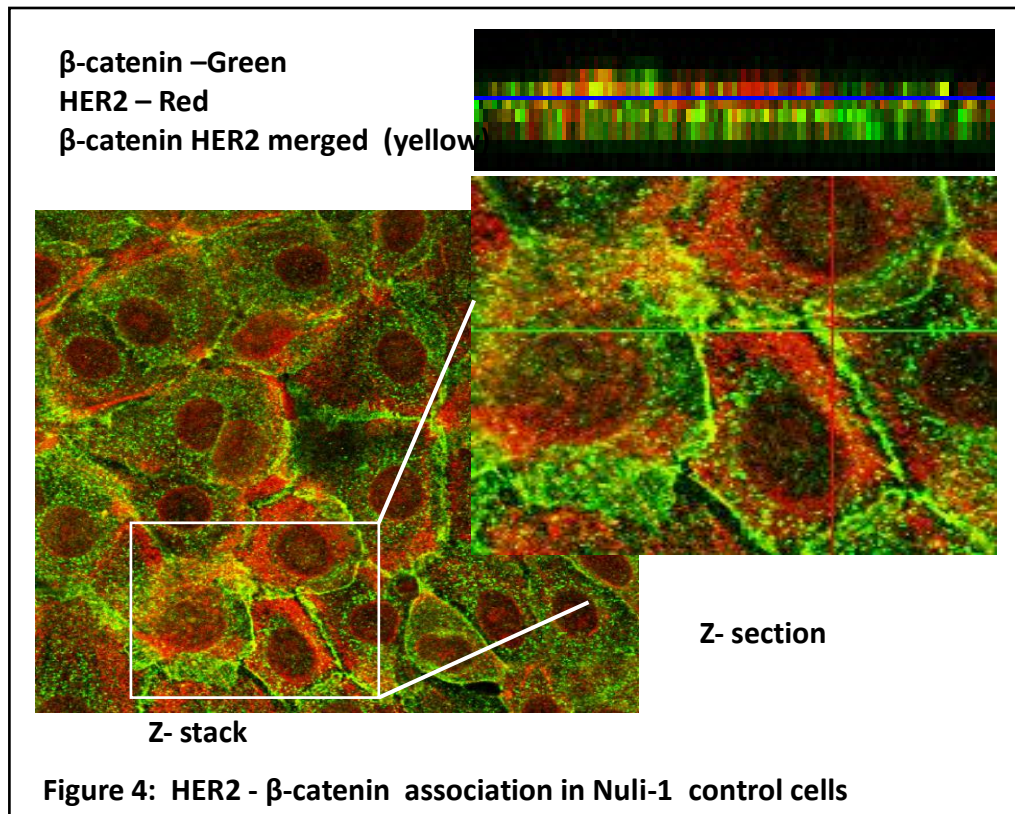 β-catenin –Green
HER2 – Red
β-catenin HER2 merged (yellow)
Z- section
Z- stack
Figure 4: HER2 - β-catenin association in Nuli-1 control cells